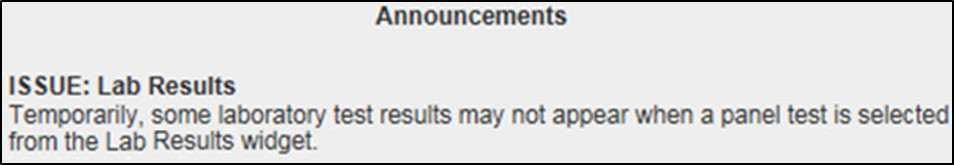 Announcements
ISSUE: Lab Results
Temporarily, some laboratory test results may not appear when a panel test is selected
from the Lab Results widget.